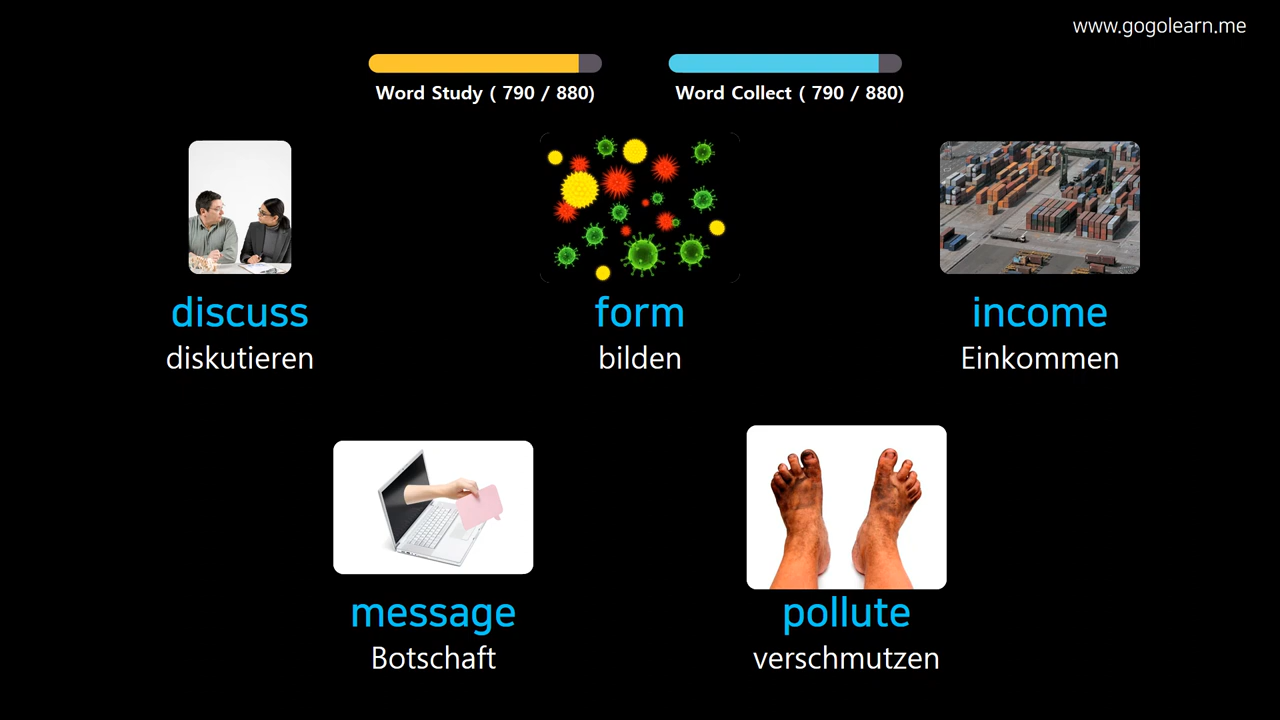 www.gogolearn.me
Word Study ( 790 / 880)
Word Collect ( 790 / 880)
discuss
diskutieren
form
bilden
income
Einkommen
message
Botschaft
pollute
verschmutzen